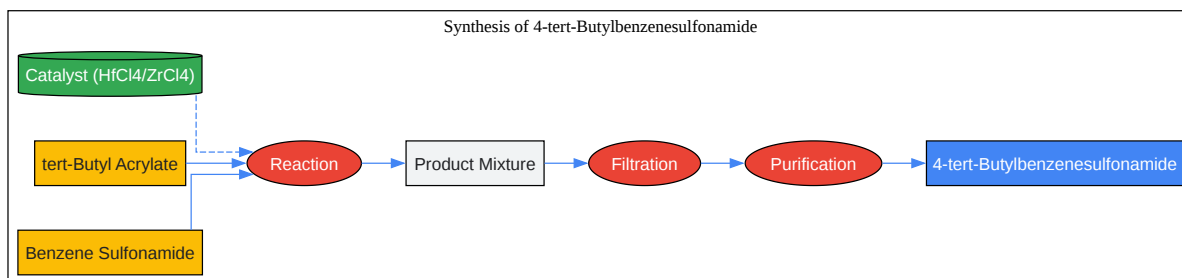 Synthesis of 4-tert-Butylbenzenesulfonamide
Catalyst (HfCl4/ZrCl4)
tert-Butyl Acrylate
Reaction
Product Mixture
Filtration
Purification
4-tert-Butylbenzenesulfonamide
Benzene Sulfonamide